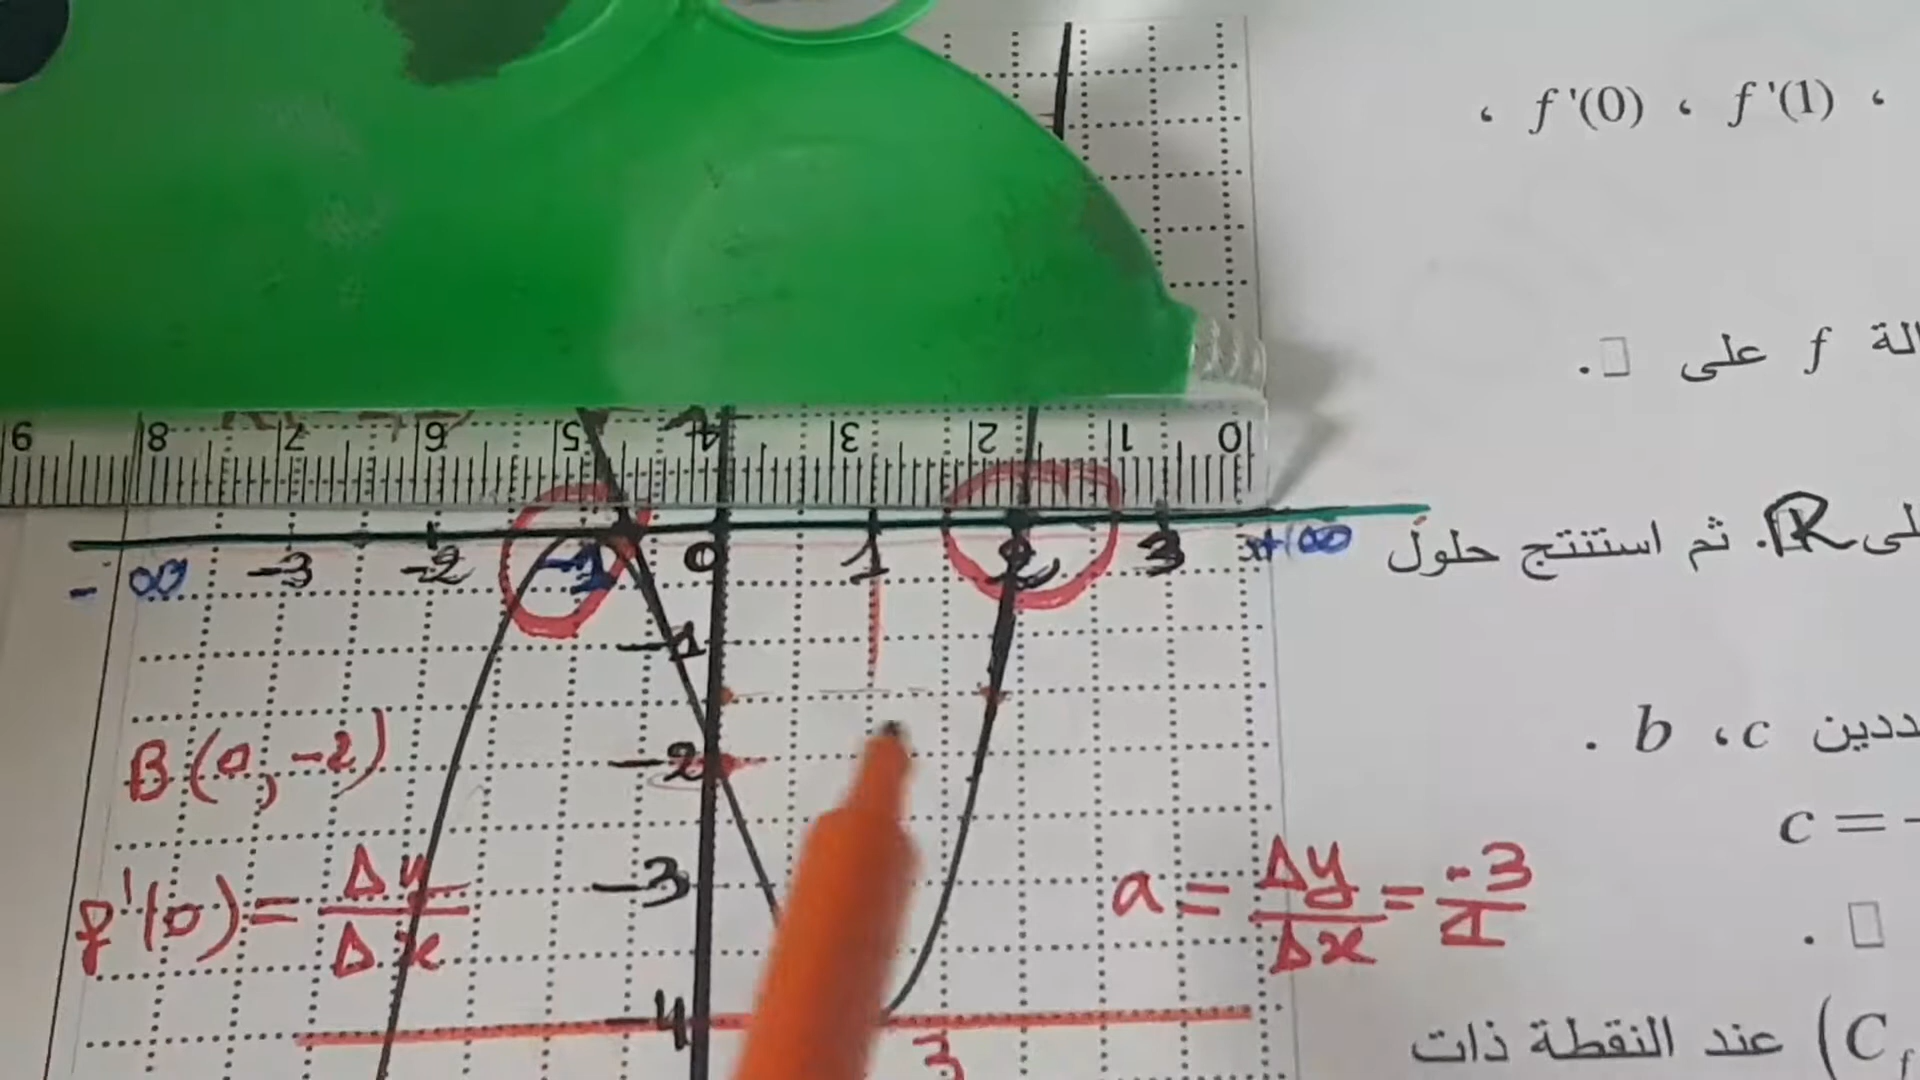 ، f '(0) ، f '(1) ،
الة f على □ .
9 8 7 6 5 4 3 2 1 0
- ∞ -3 -2 -1 0 1 2 3 +∞
لى R. ثم استنتج حلول
-1
B(0, -2)
-2
ددين b ، c .
c = -
-3
f'(0) = Δy/Δx
a = Δy/Δx = -3/1
□ .
-4
3
(C f عند النقطة ذات